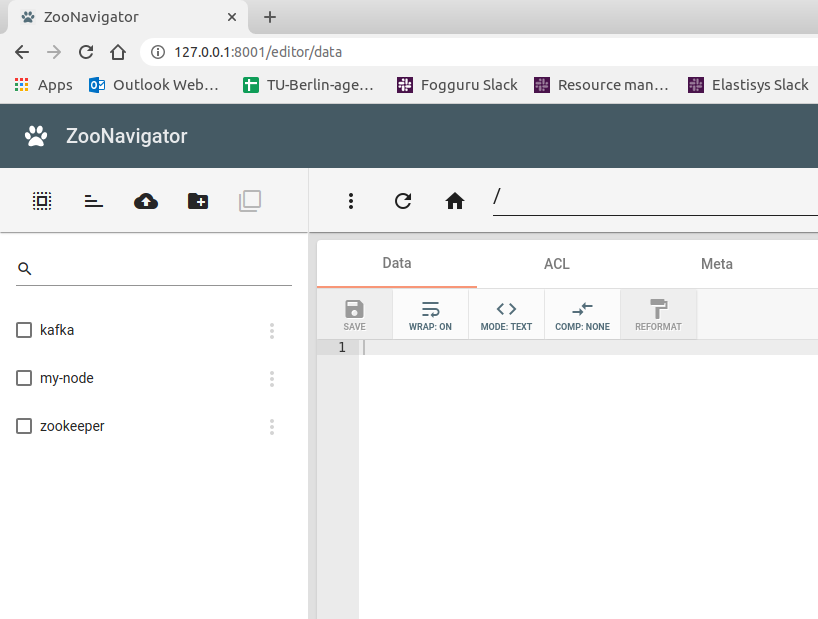 ZooNavigator
127.0.0.1:8001/editor/data
Apps Outlook Web... TU-Berlin-age... Fogguru Slack Resource man... Elastisys Slack
ZooNavigator
/
Data ACL Meta
SAVE WRAP: ON MODE: TEXT COMP: NONE REFORMAT
1
kafka
my-node
zookeeper